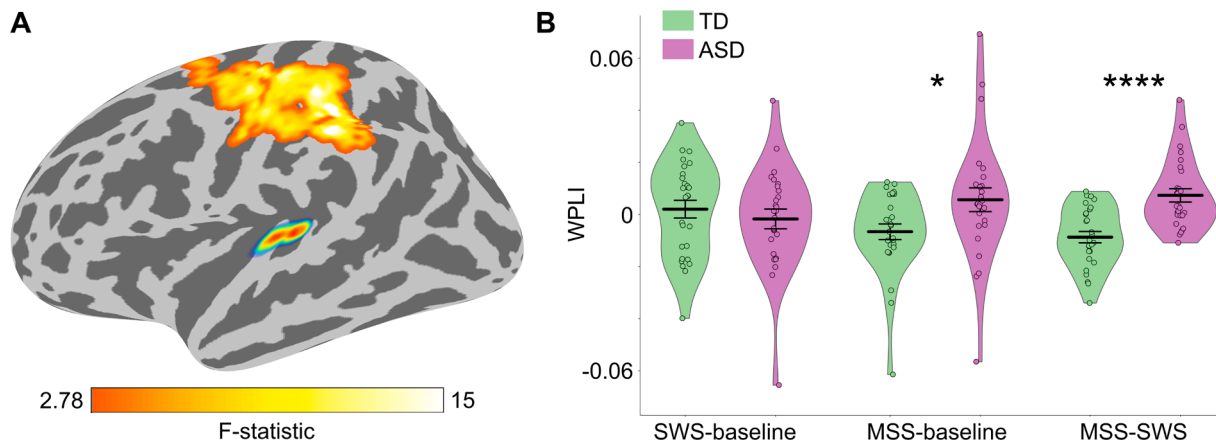 A
2.78
15
F-statistic
B
TD
ASD
WPLI
0.06
0
-0.06
*
****
SWS-baseline
MSS-baseline
MSS-SWS